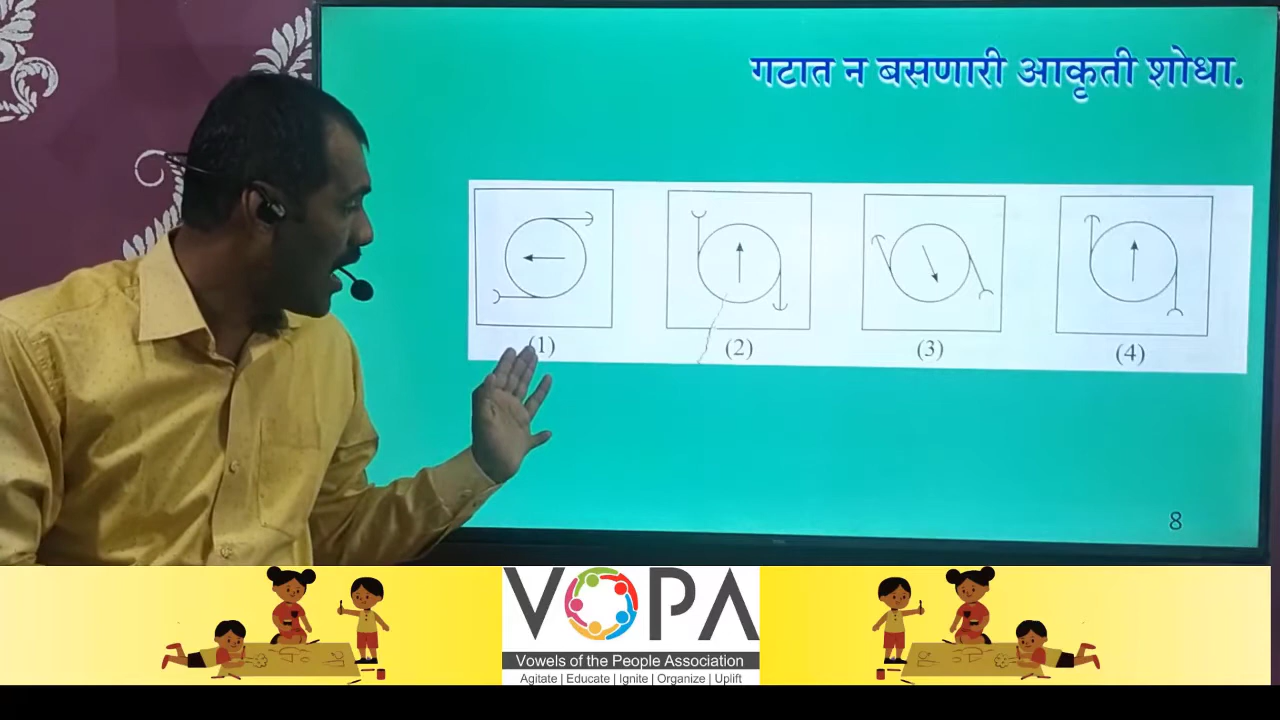 गटात न बसणारी आकृती शोधा.
(1) (2) (3) (4)
8
VOPA
Vowels of the People Association
Agitate | Educate | Ignite | Organize | Uplift